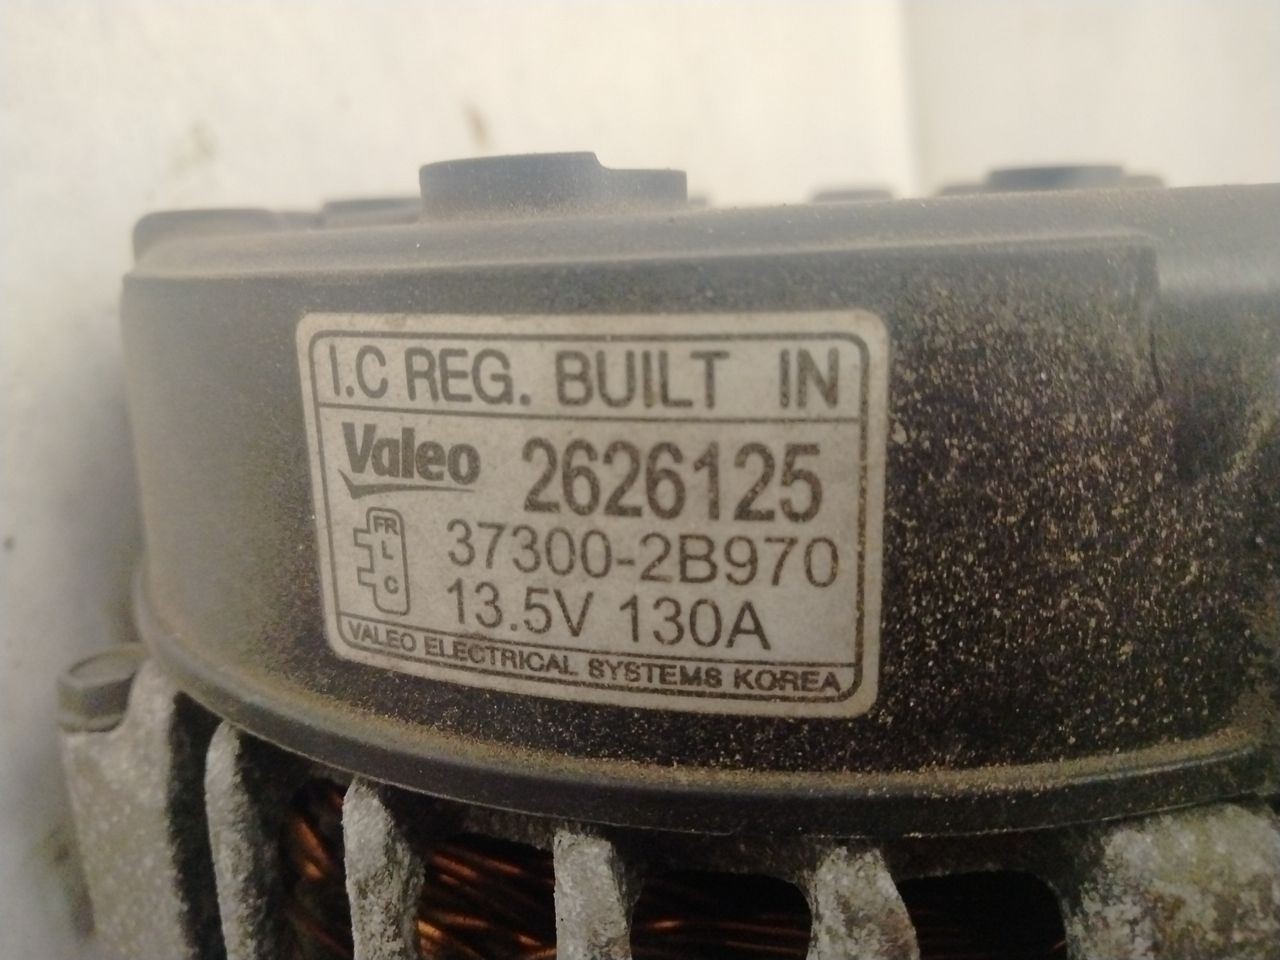 I.C REG. BUILT IN
Valeo 2626125
FR
L
C
37300-2B970
13.5V 130A
VALEO ELECTRICAL SYSTEMS KOREA